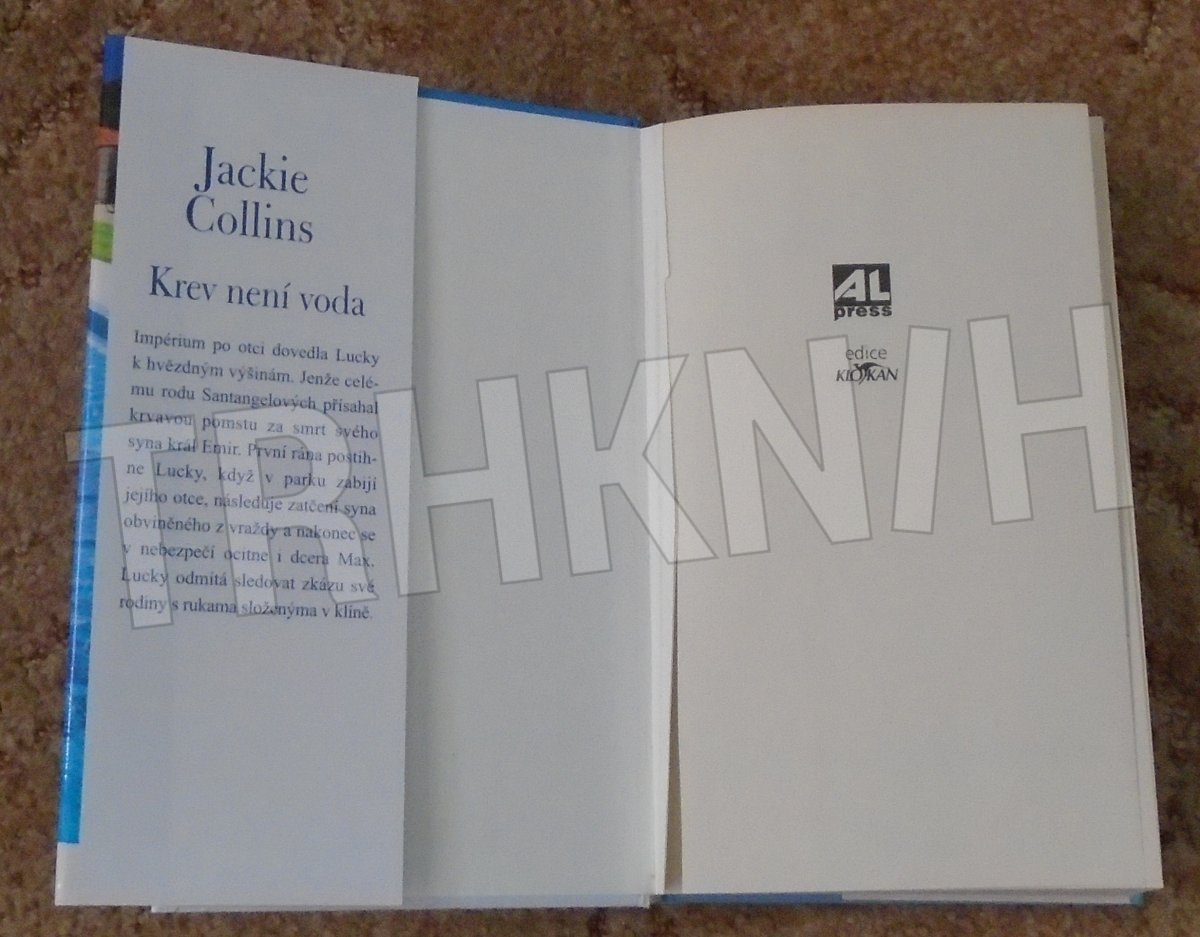 Jackie
Collins
Krev není voda
Impérium po otci dovedla Lucky
k hvězdným výšinám. Jenže celé-
mu rodu Santangelových přísahal
krvavou pomstu za smrt svého
syna král Emir. První rána postih-
ne Lucky, když v parku zabijí
jejího otce, následuje zatčení syna
obviněného z vraždy a nakonec se
v nebezpečí ocitne i dcera Max.
Lucky odmítá sledovat zkázu své
rodiny s rukama složenýma v klíně.
AL
press
edice
KLOKAN
TRHKNIH